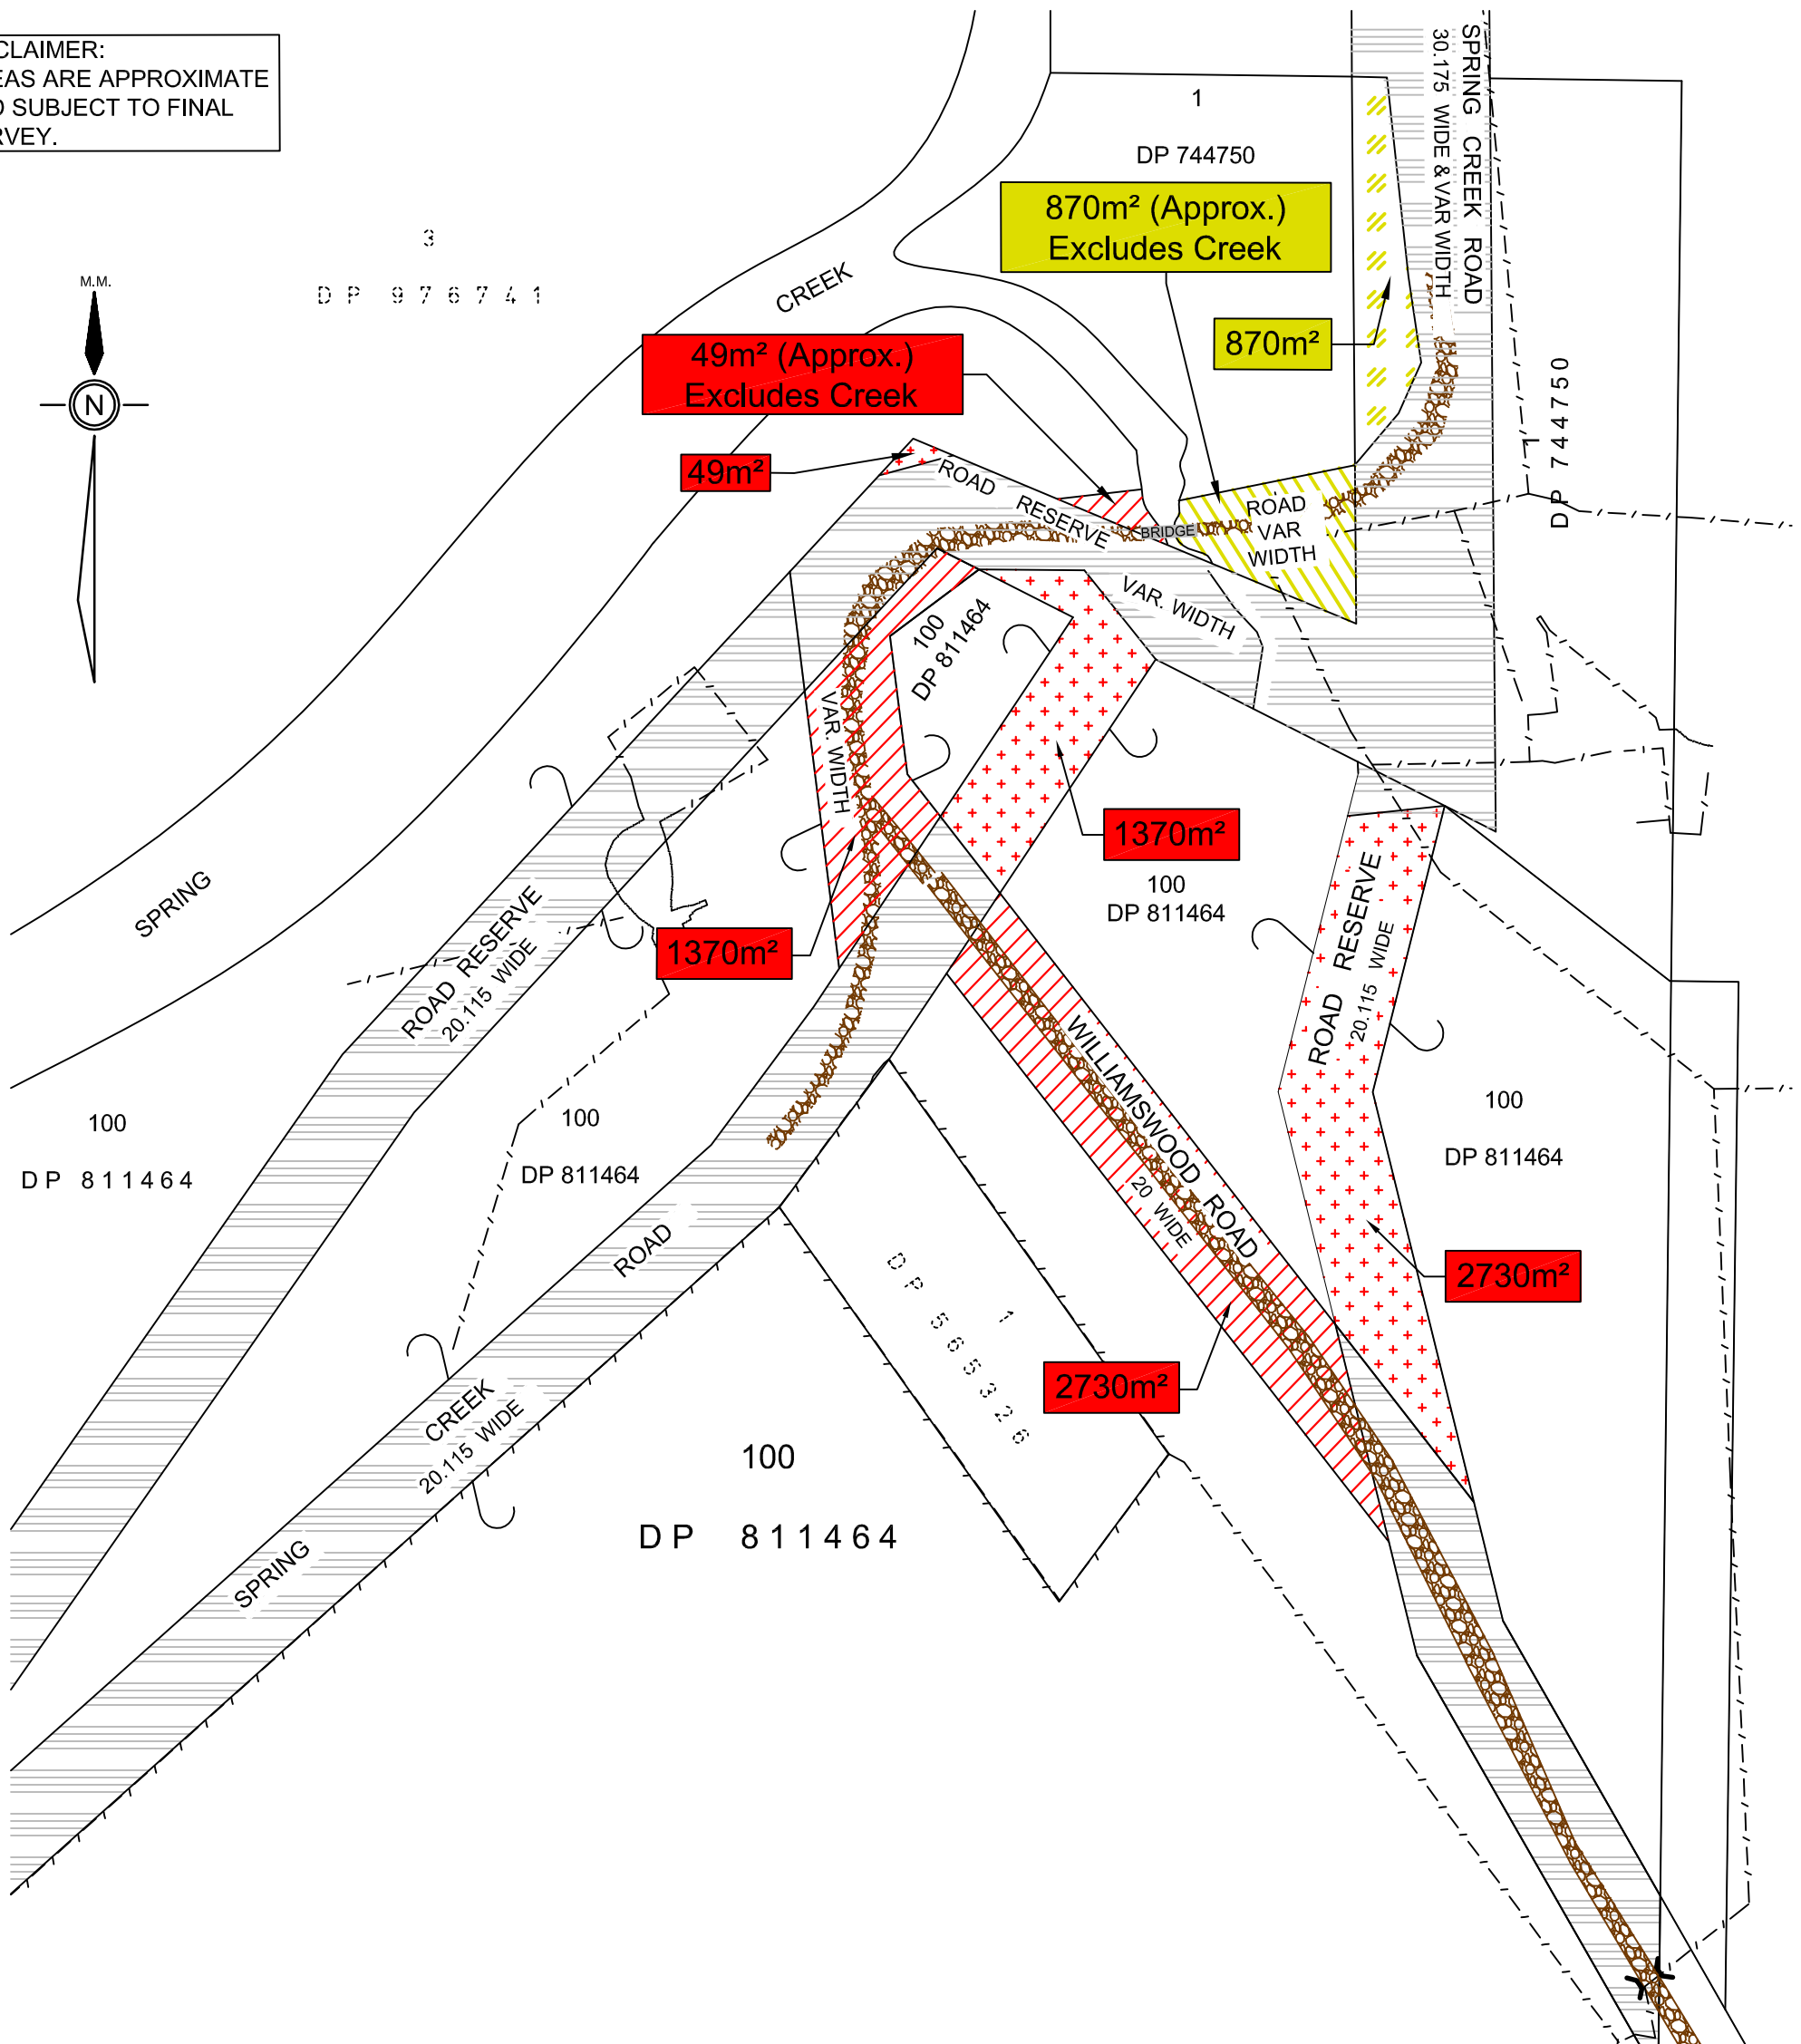 CLAIMER:
EAS ARE APPROXIMATE
D SUBJECT TO FINAL
RVEY.
SPRING CREEK ROAD
30.175 WIDE & VAR WIDTH
1
DP 744750
870m² (Approx.)
Excludes Creek
3
DP 976741
M.M.
N
CREEK
870m²
49m² (Approx.)
Excludes Creek
DP 744750
49m²
ROAD RESERVE
BRIDGE
ROAD
VAR
WIDTH
VAR. WIDTH
100
DP 811464
VAR. WIDTH
1370m²
100
DP 811464
SPRING
1370m²
ROAD RESERVE
20.115 WIDE
ROAD RESERVE
20.115 WIDE
WILLIAMSWOOD ROAD
20 WIDE
100
DP 811464
100
DP 811464
100
DP 811464
2730m²
1
DP 565326
2730m²
SPRING CREEK ROAD
20.115 WIDE
100
DP 811464